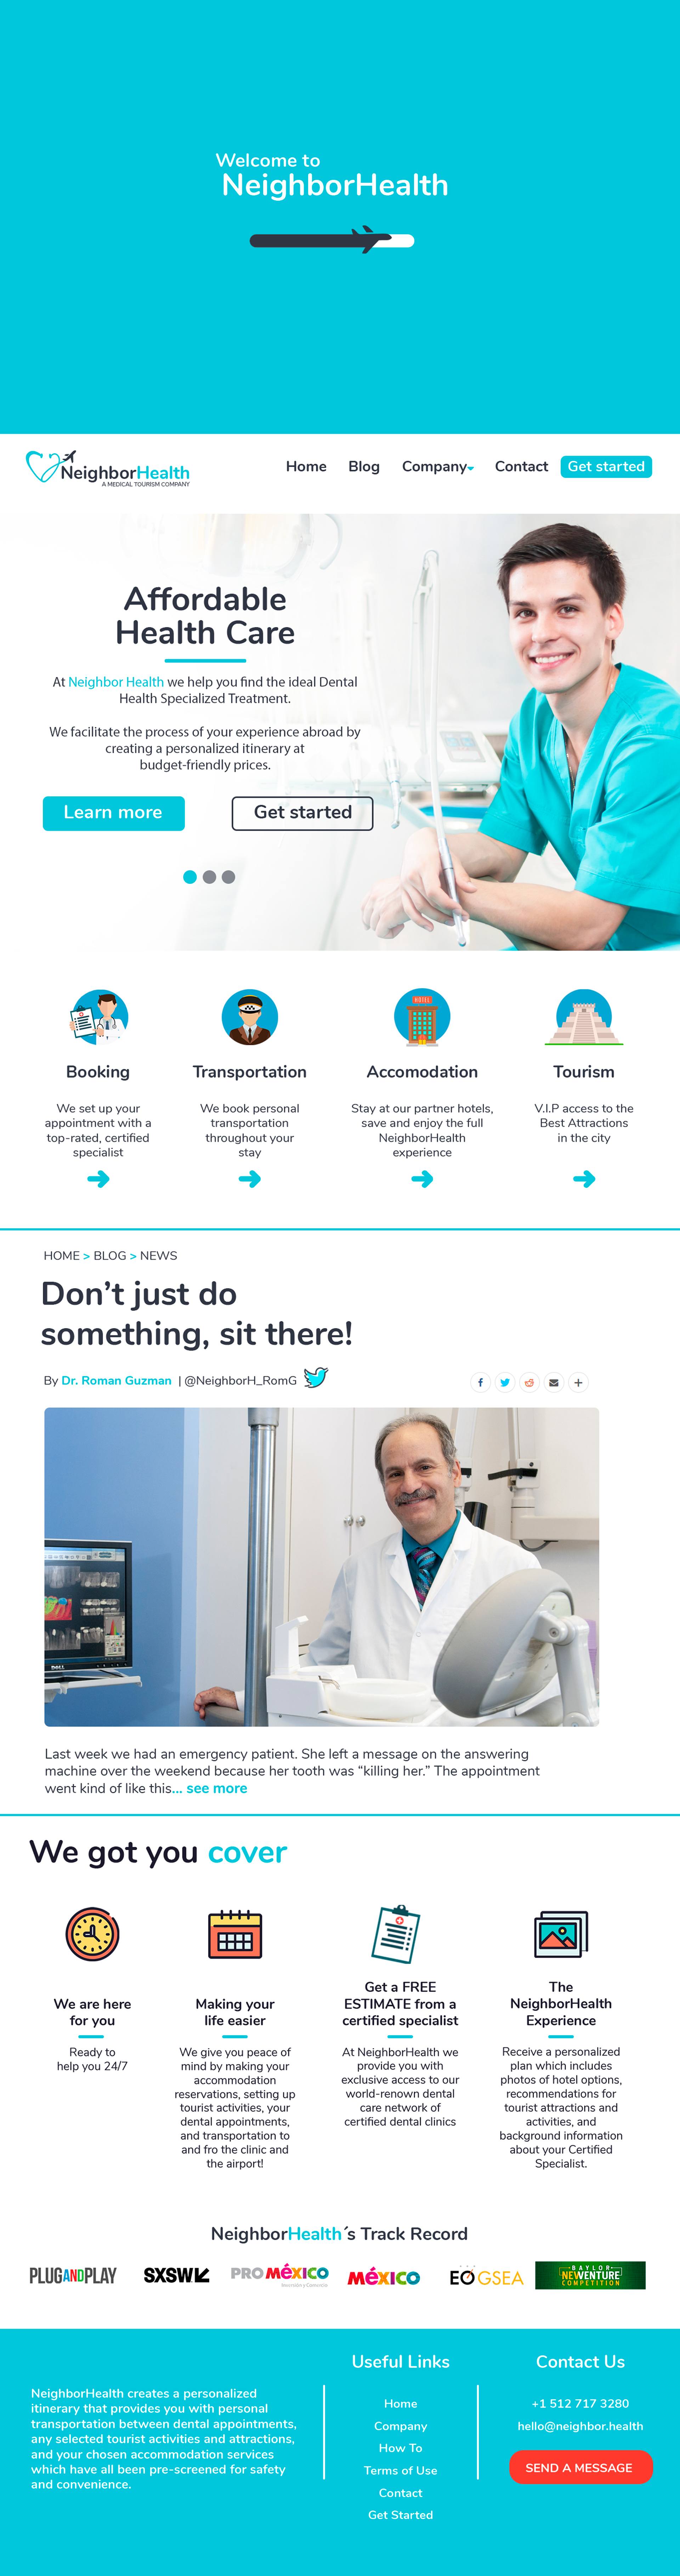 Welcome to
NeighborHealth
NeighborHealth
A MEDICAL TOURISM COMPANY
Home Blog Company Contact Get started
Affordable
Health Care
At Neighbor Health we help you find the ideal Dental
Health Specialized Treatment.
We facilitate the process of your experience abroad by
creating a personalized itinerary at
budget-friendly prices.
Learn more Get started
HOTEL
Booking
We set up your
appointment with a
top-rated, certified
specialist
Transportation
We book personal
transportation
throughout your
stay
Accomodation
Stay at our partner hotels,
save and enjoy the full
NeighborHealth
experience
Tourism
V.I.P access to the
Best Attractions
in the city
HOME > BLOG > NEWS
Don't just do
something, sit there!
By Dr. Roman Guzman | @NeighborH_RomG
DELL
Last week we had an emergency patient. She left a message on the answering
machine over the weekend because her tooth was “killing her.” The appointment
went kind of like this... see more
We got you cover
We are here
for you
Ready to
help you 24/7
Making your
life easier
We give you peace of
mind by making your
accommodation
reservations, setting up
tourist activities, your
dental appointments,
and transportation to
and fro the clinic and
the airport!
Get a FREE
ESTIMATE from a
certified specialist
At NeighborHealth we
provide you with
exclusive access to our
world-renown dental
care network of
certified dental clinics
The
NeighborHealth
Experience
Receive a personalized
plan which includes
photos of hotel options,
recommendations for
tourist attractions and
activities, and
background information
about your Certified
Specialist.
NeighborHealth´s Track Record
PLUGANDPLAY
SXSW
PROMÉXICO
Inversión y Comercio
MÉXICO
EO GSEA
BAYLOR
NEW VENTURE
COMPETITION
NeighborHealth creates a personalized
itinerary that provides you with personal
transportation between dental appointments,
any selected tourist activities and attractions,
and your chosen accommodation services
which have all been pre-screened for safety
and convenience.
Useful Links
Home
Company
How To
Terms of Use
Contact
Get Started
Contact Us
+1 512 717 3280
hello@neighbor.health
SEND A MESSAGE